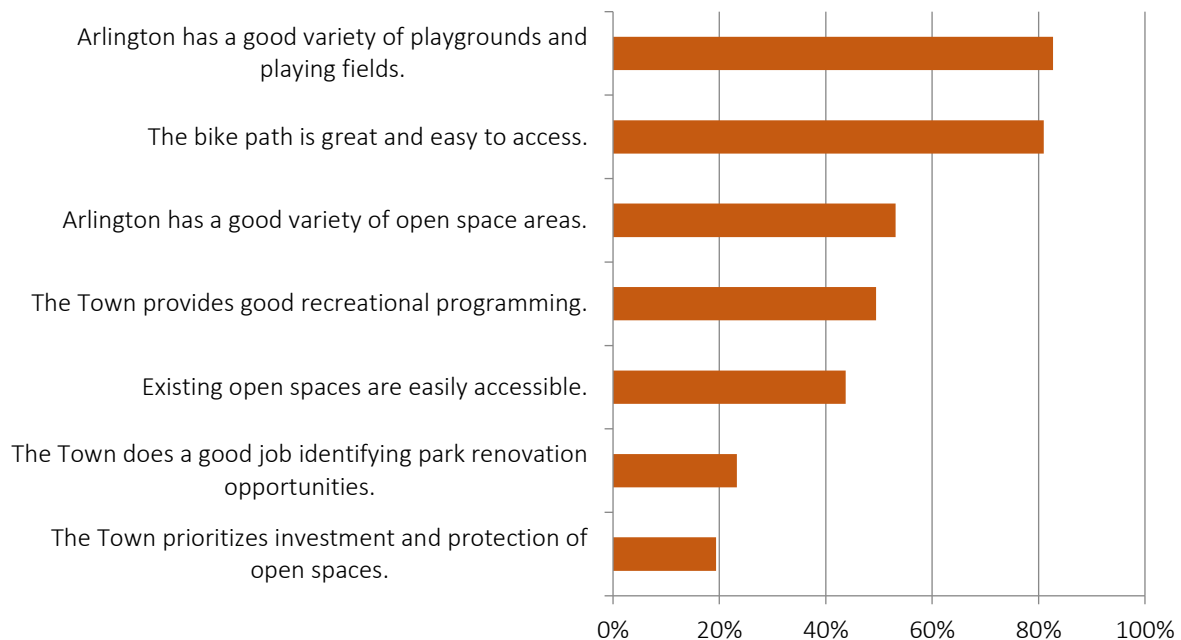 Arlington has a good variety of playgrounds and
playing fields.
The bike path is great and easy to access.
Arlington has a good variety of open space areas.
The Town provides good recreational programming.
Existing open spaces are easily accessible.
The Town does a good job identifying park renovation
opportunities.
The Town prioritizes investment and protection of
open spaces.
0% 20% 40% 60% 80% 100%